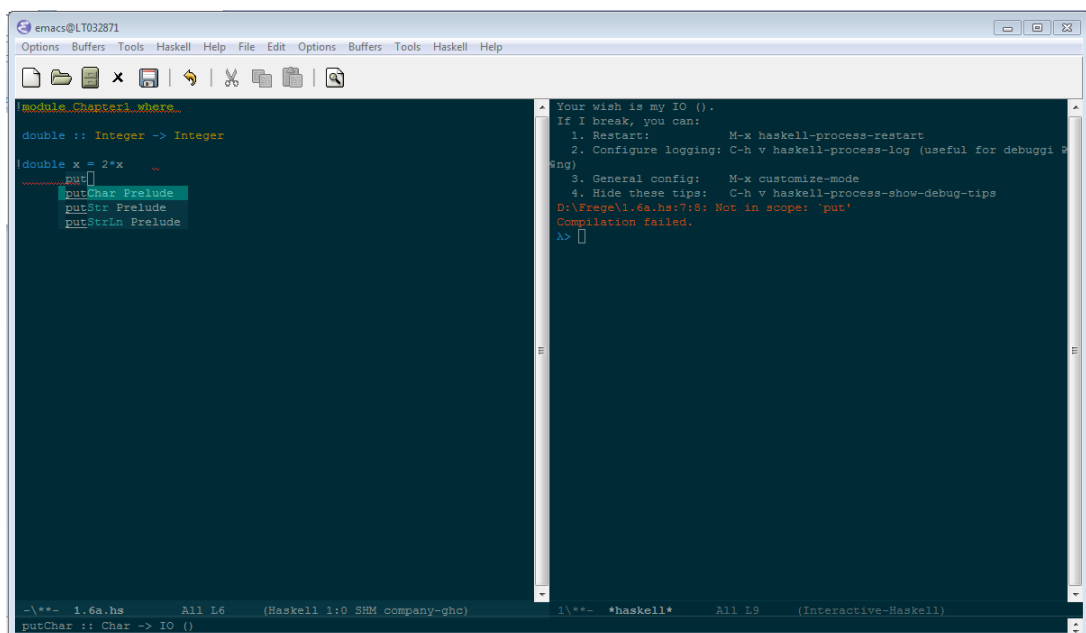 emacs@LT032871
Options Buffers Tools Haskell Help File Edit Options Buffers Tools Haskell Help
!module Chapter1 where
double :: Integer -> Integer
!double x = 2*x
put
putChar Prelude
putStr Prelude
putStrLn Prelude
-\**- 1.6a.hs All L6 (Haskell 1:0 SHM company-ghc)
Your wish is my IO ().
If I break, you can:
1. Restart: M-x haskell-process-restart
2. Configure logging: C-h v haskell-process-log (useful for debuggi
ng)
3. General config: M-x customize-mode
4. Hide these tips: C-h v haskell-process-show-debug-tips
D:\Frege\1.6a.hs:7:8: Not in scope: `put'
Compilation failed.
λ>
1\**- *haskell* All L9 (Interactive-Haskell)
putChar :: Char -> IO ()